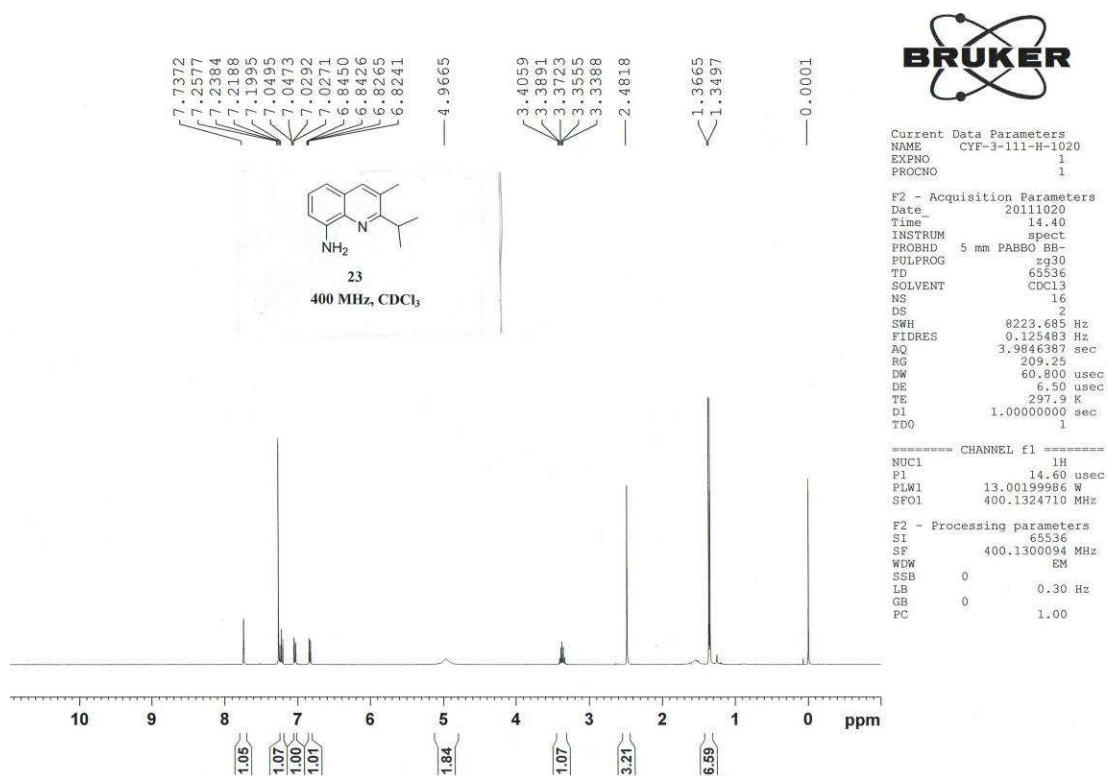 7.7372
7.2577
7.2384
7.2188
7.1995
7.0495
7.0473
7.0292
7.0271
6.8450
6.8426
6.8265
6.8241
4.9665
3.4059
3.3891
3.3723
3.3555
3.3388
2.4818
1.3665
1.3497
0.0001
BRUKER
N
NH2
23
400 MHz, CDCl3
Current Data Parameters
NAME CYF-3-111-H-1020
EXPNO 1
PROCNO 1
F2 - Acquisition Parameters
Date_ 20111020
Time 14.40
INSTRUM spect
PROBHD 5 mm PABBO BB-
PULPROG zg30
TD 65536
SOLVENT CDCl3
NS 16
DS 2
SWH 8223.685 Hz
FIDRES 0.125483 Hz
AQ 3.9846387 sec
RG 209.25
DW 60.800 usec
DE 6.50 usec
TE 297.9 K
D1 1.00000000 sec
TD0 1
======== CHANNEL f1 ========
NUC1 1H
P1 14.60 usec
PLW1 13.00199986 W
SFO1 400.1324710 MHz
F2 - Processing parameters
SI 65536
SF 400.1300094 MHz
WDW EM
SSB 0
LB 0.30 Hz
GB 0
PC 1.00
10 9 8 7 6 5 4 3 2 1 0 ppm
1.05
1.07
1.00
1.01
1.84
1.07
3.21
6.59